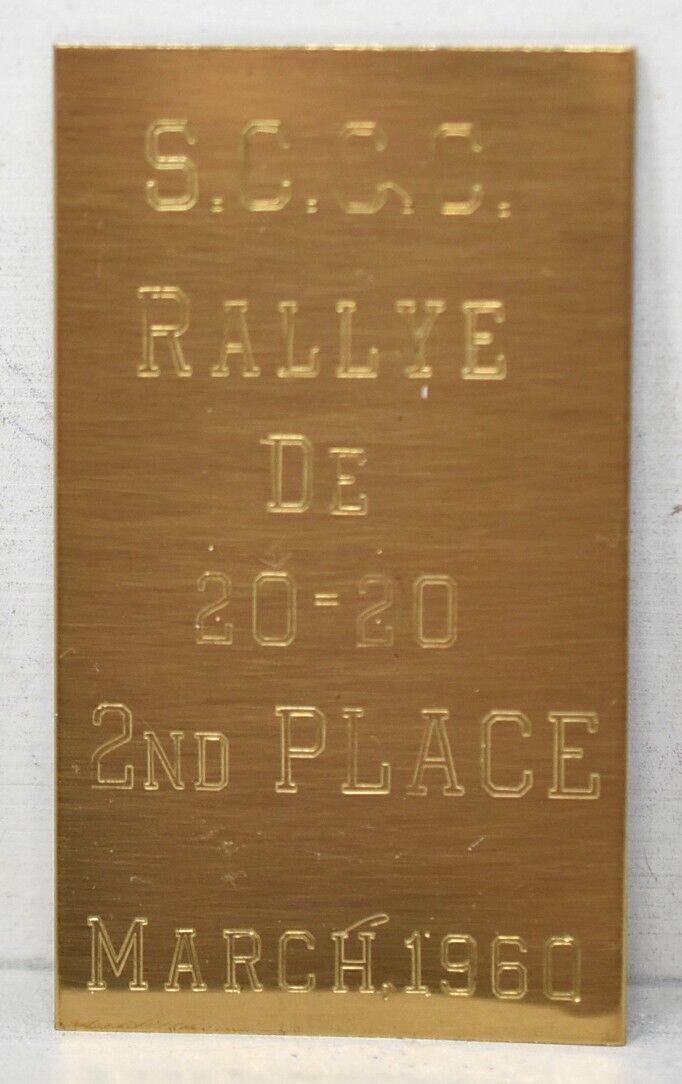 S.C.C.C.
RALLYE
DE
20-20
2ND PLACE
MARCH, 1960